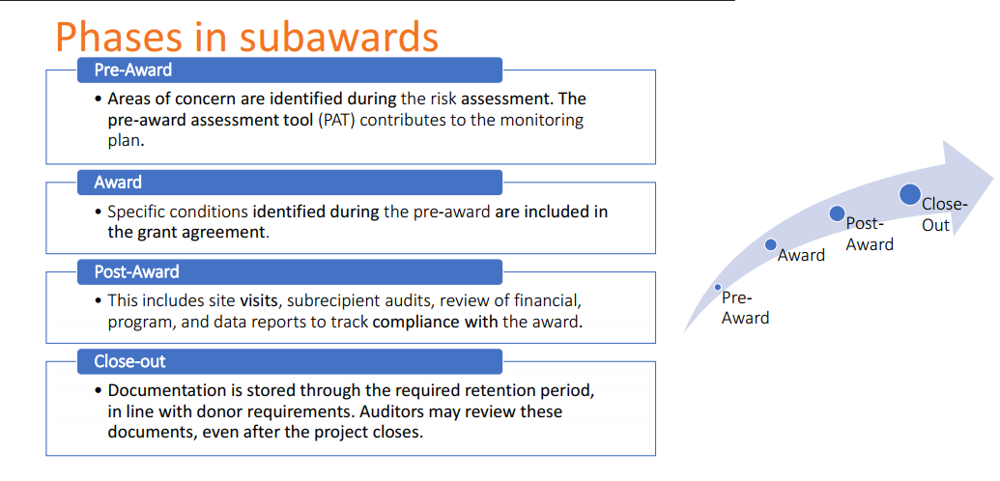 Phases in subawards
Pre-Award
• Areas of concern are identified during the risk assessment. The
pre-award assessment tool (PAT) contributes to the monitoring
plan.
Award
• Specific conditions identified during the pre-award are included in
the grant agreement.
Post-Award
• This includes site visits, subrecipient audits, review of financial,
program, and data reports to track compliance with the award.
Close-out
• Documentation is stored through the required retention period,
in line with donor requirements. Auditors may review these
documents, even after the project closes.
Pre-
Award
Award
Post-
Award
Close-
Out